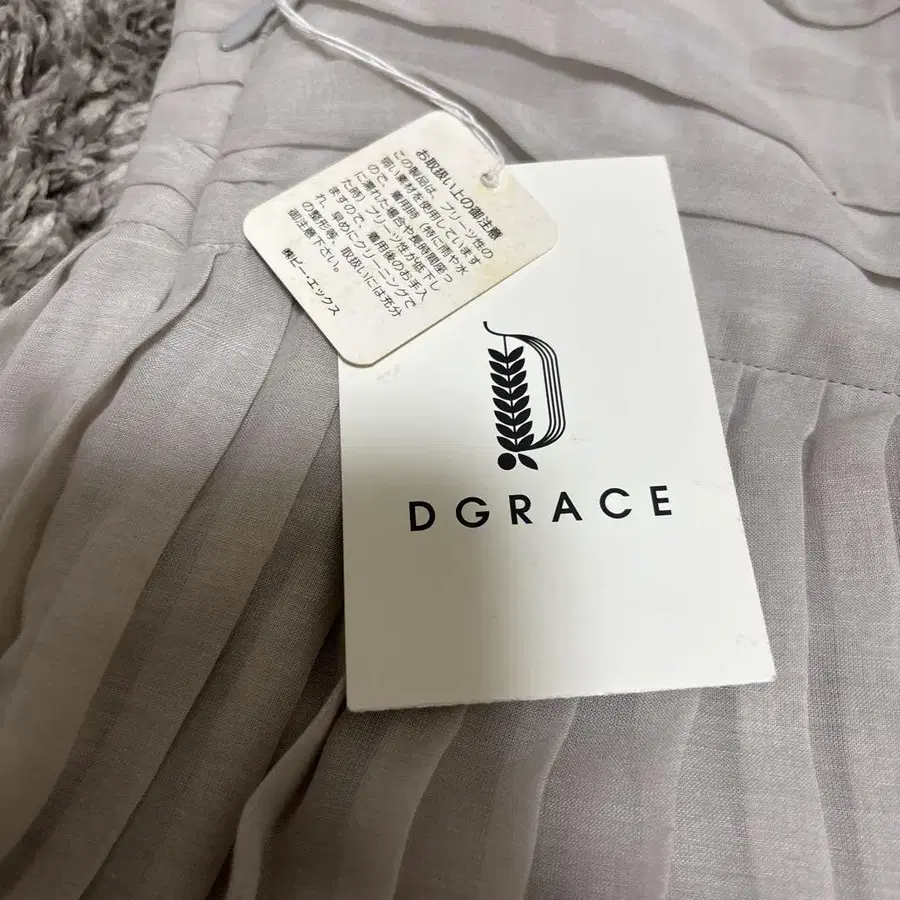 お取扱い上の御注意
この製品は、プリーツ性の
弱い素材を使用しています
ので、着用時(特に雨や水
に濡れた場合や長時間座っ
た時)プリーツ性が低下し
ますので、着用後のお手入
れ、早めにクリーニングで
の整形等、取扱いには充分
御注意下さい。
㈱ビー・エックス
DGRACE